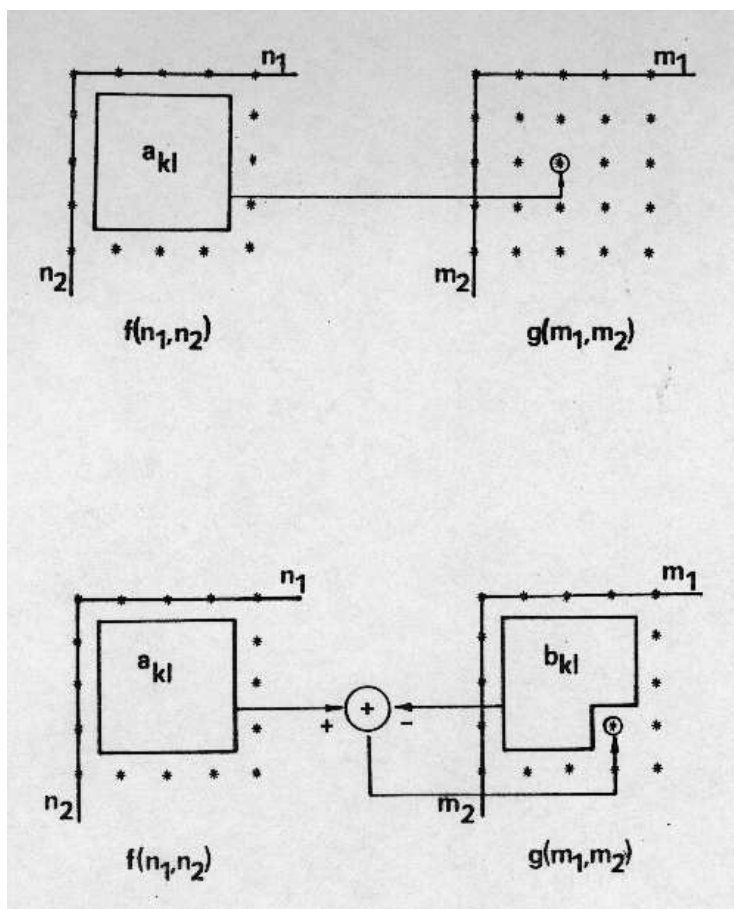 n1 m1
akl
n2 m2
f(n1,n2) g(m1,m2)
n1 m1
akl bkl
+ + −
n2 m2
f(n1,n2) g(m1,m2)